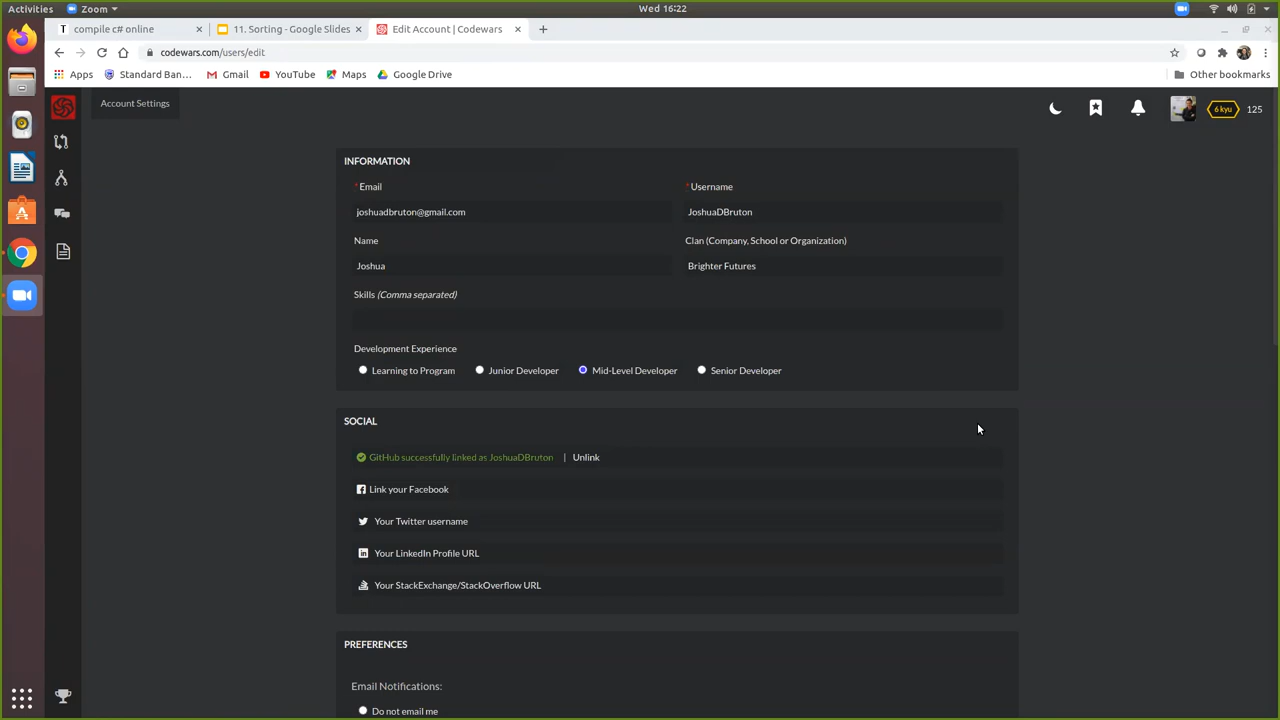 Activities
Zoom
Wed 16:22
compile c# online
11. Sorting - Google Slides
Edit Account | Codewars
codewars.com/users/edit
Apps
Standard Ban...
Gmail
YouTube
Maps
Google Drive
Other bookmarks
Account Settings
6 kyu
125
INFORMATION
* Email
* Username
joshuadbruton@gmail.com
JoshuaDBruton
Name
Clan (Company, School or Organization)
Joshua
Brighter Futures
Skills (Comma separated)
Development Experience
Learning to Program
Junior Developer
Mid-Level Developer
Senior Developer
SOCIAL
GitHub successfully linked as JoshuaDBruton | Unlink
Link your Facebook
Your Twitter username
Your LinkedIn Profile URL
Your StackExchange/StackOverflow URL
PREFERENCES
Email Notifications:
Do not email me